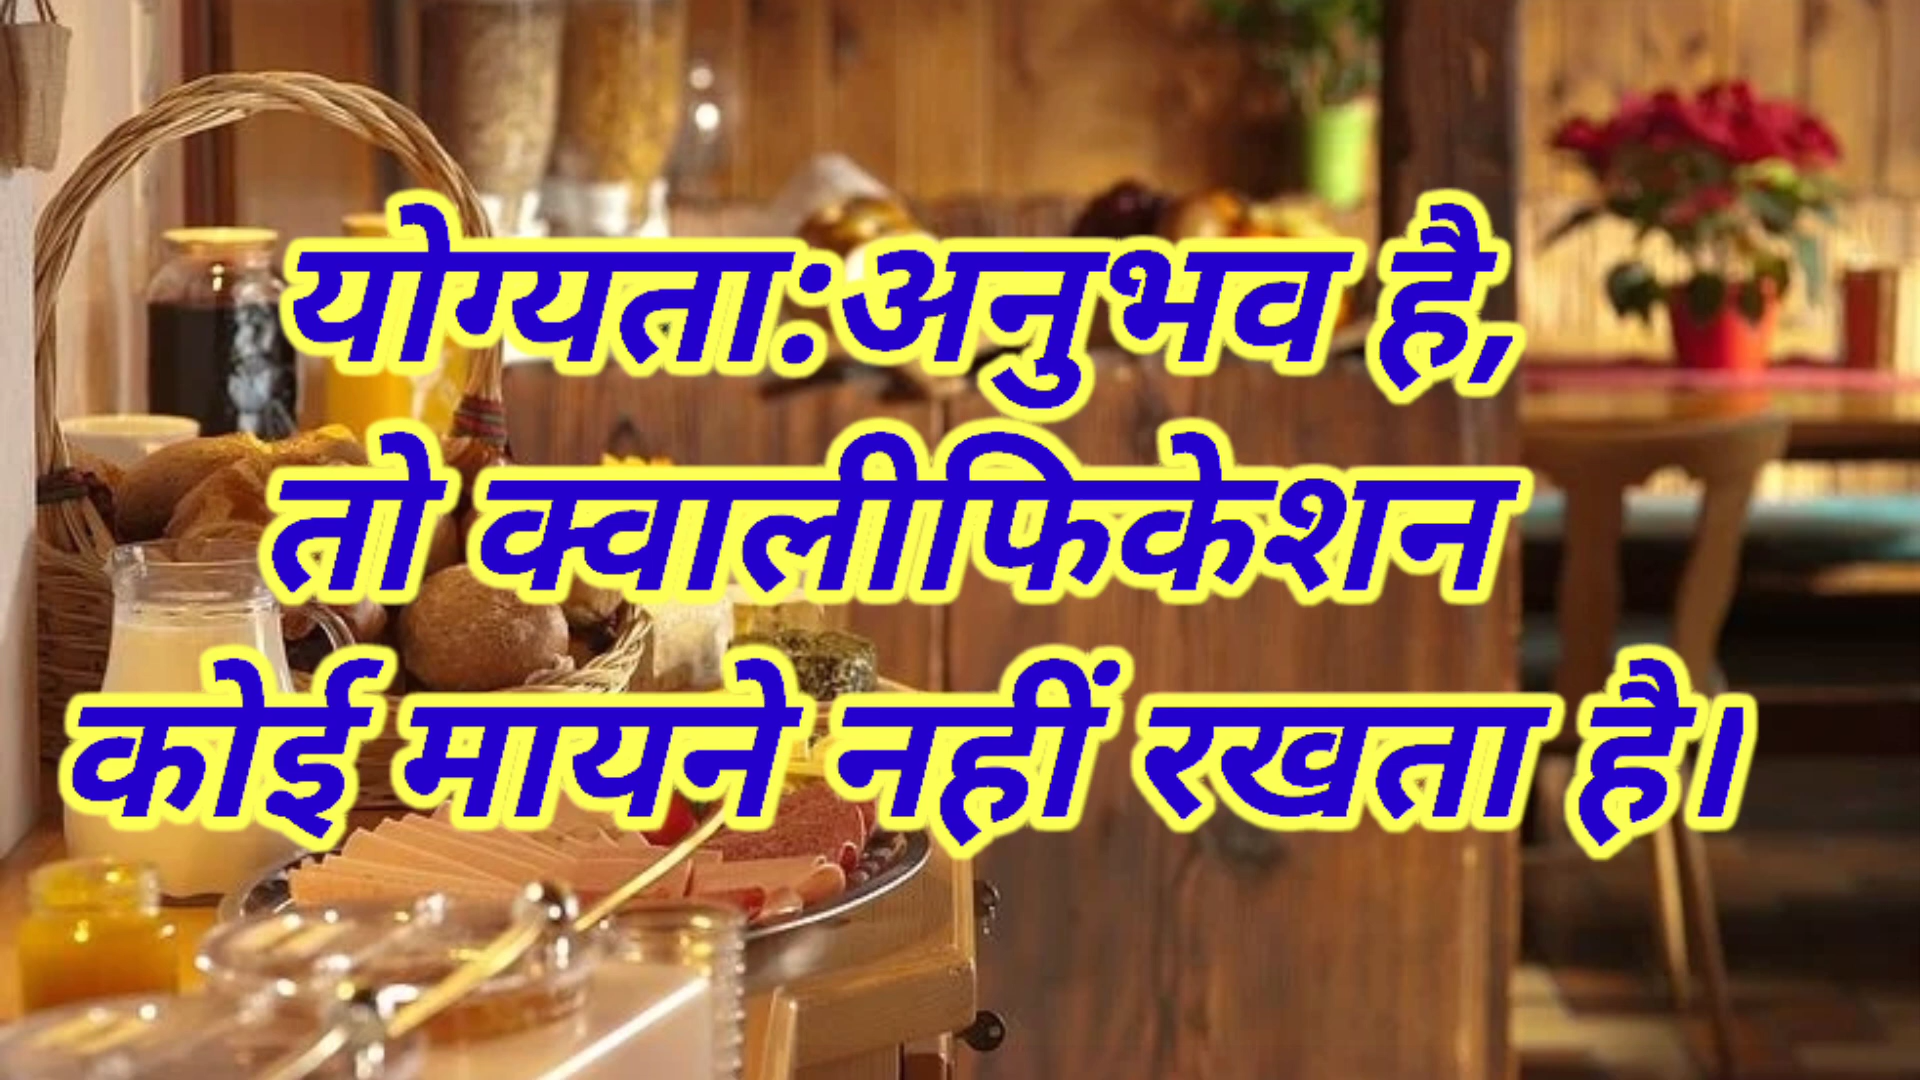 योग्यता:अनुभव है,
तो क्वालीफिकेशन
कोई मायने नहीं रखता है।